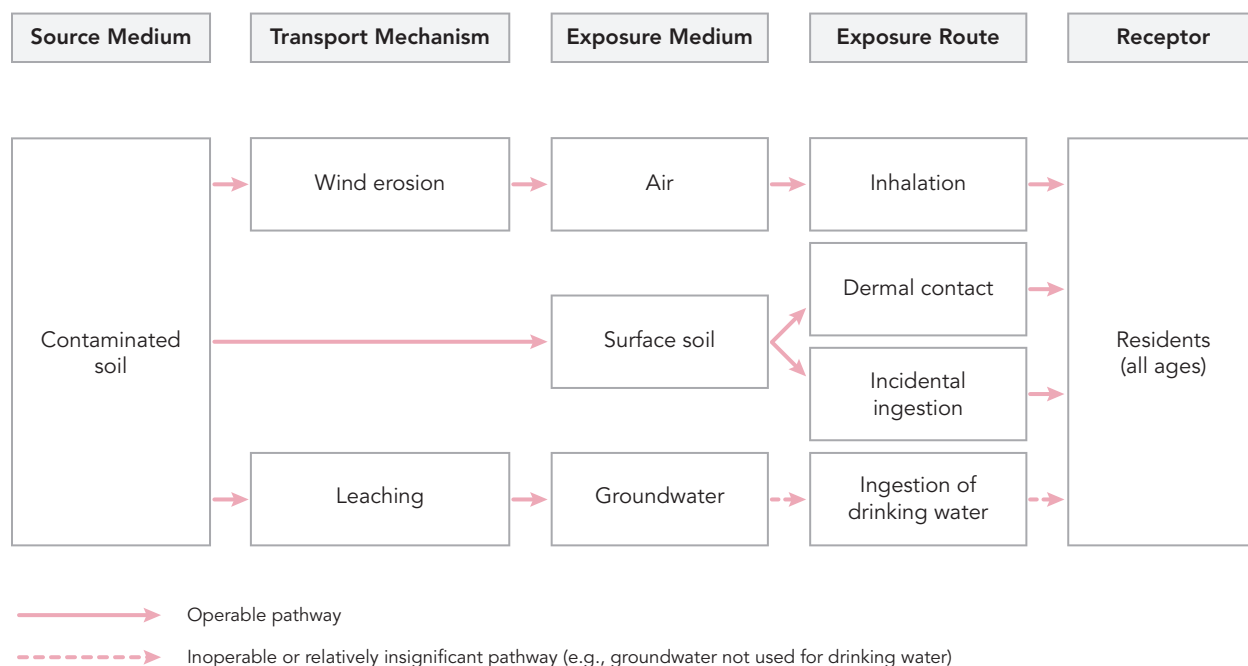 Source Medium
Transport Mechanism
Exposure Medium
Exposure Route
Receptor
Wind erosion
Air
Inhalation
Dermal contact
Contaminated
soil
Surface soil
Residents
(all ages)
Incidental
ingestion
Leaching
Groundwater
Ingestion of
drinking water
Operable pathway
Inoperable or relatively insignificant pathway (e.g., groundwater not used for drinking water)